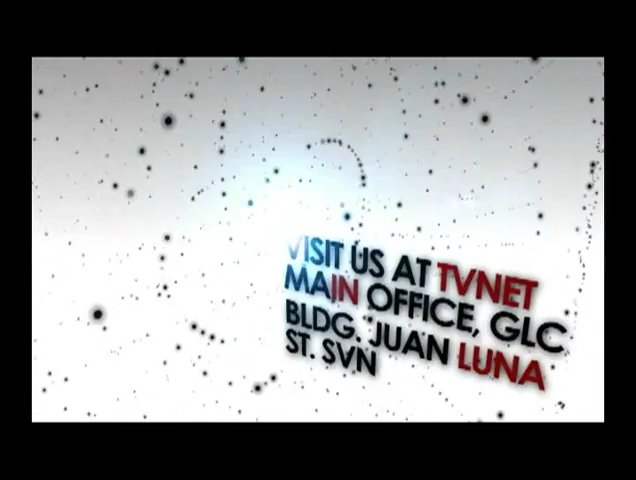 VISIT US AT TVNET
MAIN OFFICE, GLC
BLDG. JUAN LUNA
ST. SVN